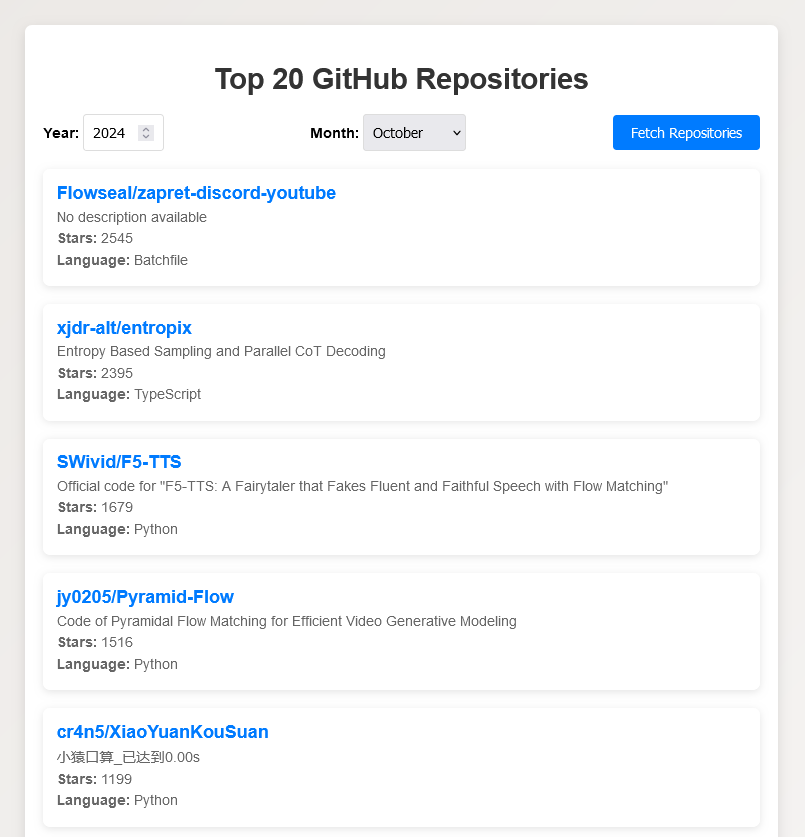 Top 20 GitHub Repositories
Year: 2024 Month: October Fetch Repositories
Flowseal/zapret-discord-youtube
No description available
Stars: 2545
Language: Batchfile
xjdr-alt/entropix
Entropy Based Sampling and Parallel CoT Decoding
Stars: 2395
Language: TypeScript
SWivid/F5-TTS
Official code for "F5-TTS: A Fairytaler that Fakes Fluent and Faithful Speech with Flow Matching"
Stars: 1679
Language: Python
jy0205/Pyramid-Flow
Code of Pyramidal Flow Matching for Efficient Video Generative Modeling
Stars: 1516
Language: Python
cr4n5/XiaoYuanKouSuan
小猿口算_已达到0.00s
Stars: 1199
Language: Python